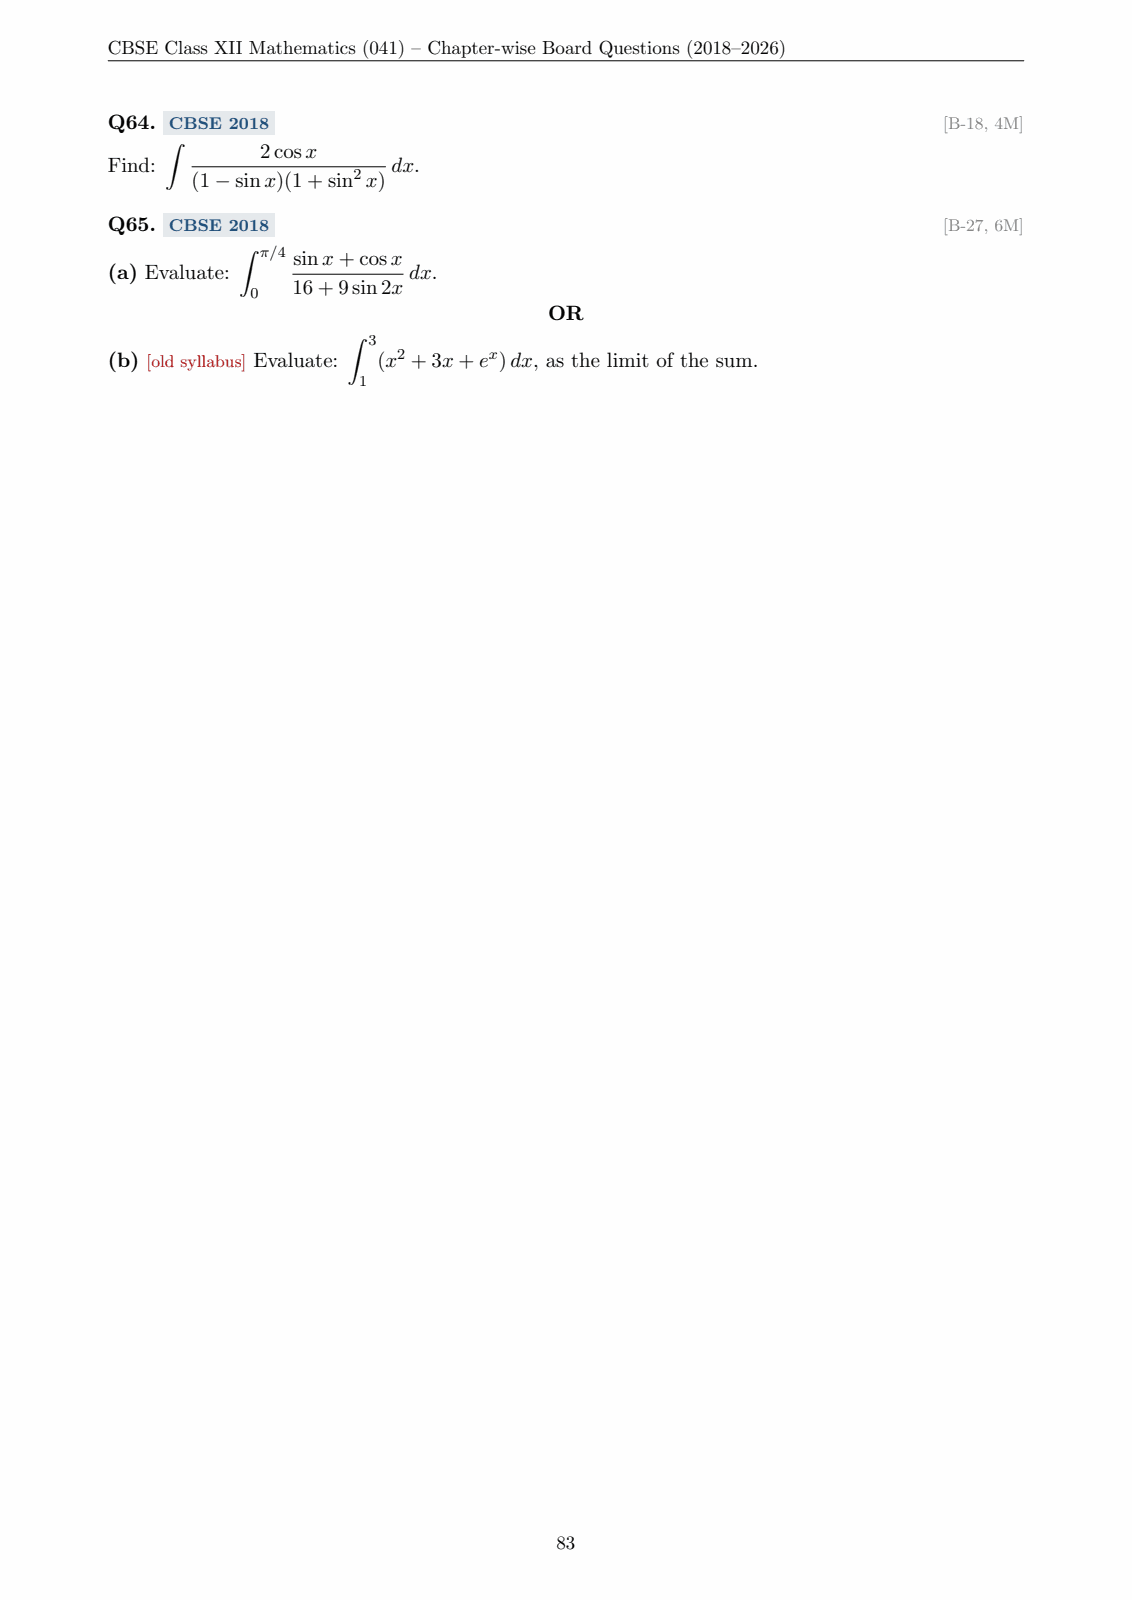 CBSE Class XII Mathematics (041) – Chapter-wise Board Questions (2018–2026)
Q64. CBSE 2018 [B-18, 4M]
Find: ∫ 2 cos x / (1 − sin x)(1 + sin² x) dx.
Q65. CBSE 2018 [B-27, 6M]
(a) Evaluate: ∫₀^{π/4} (sin x + cos x) / (16 + 9 sin 2x) dx.
OR
(b) [old syllabus] Evaluate: ∫₁³ (x² + 3x + eˣ) dx, as the limit of the sum.
83